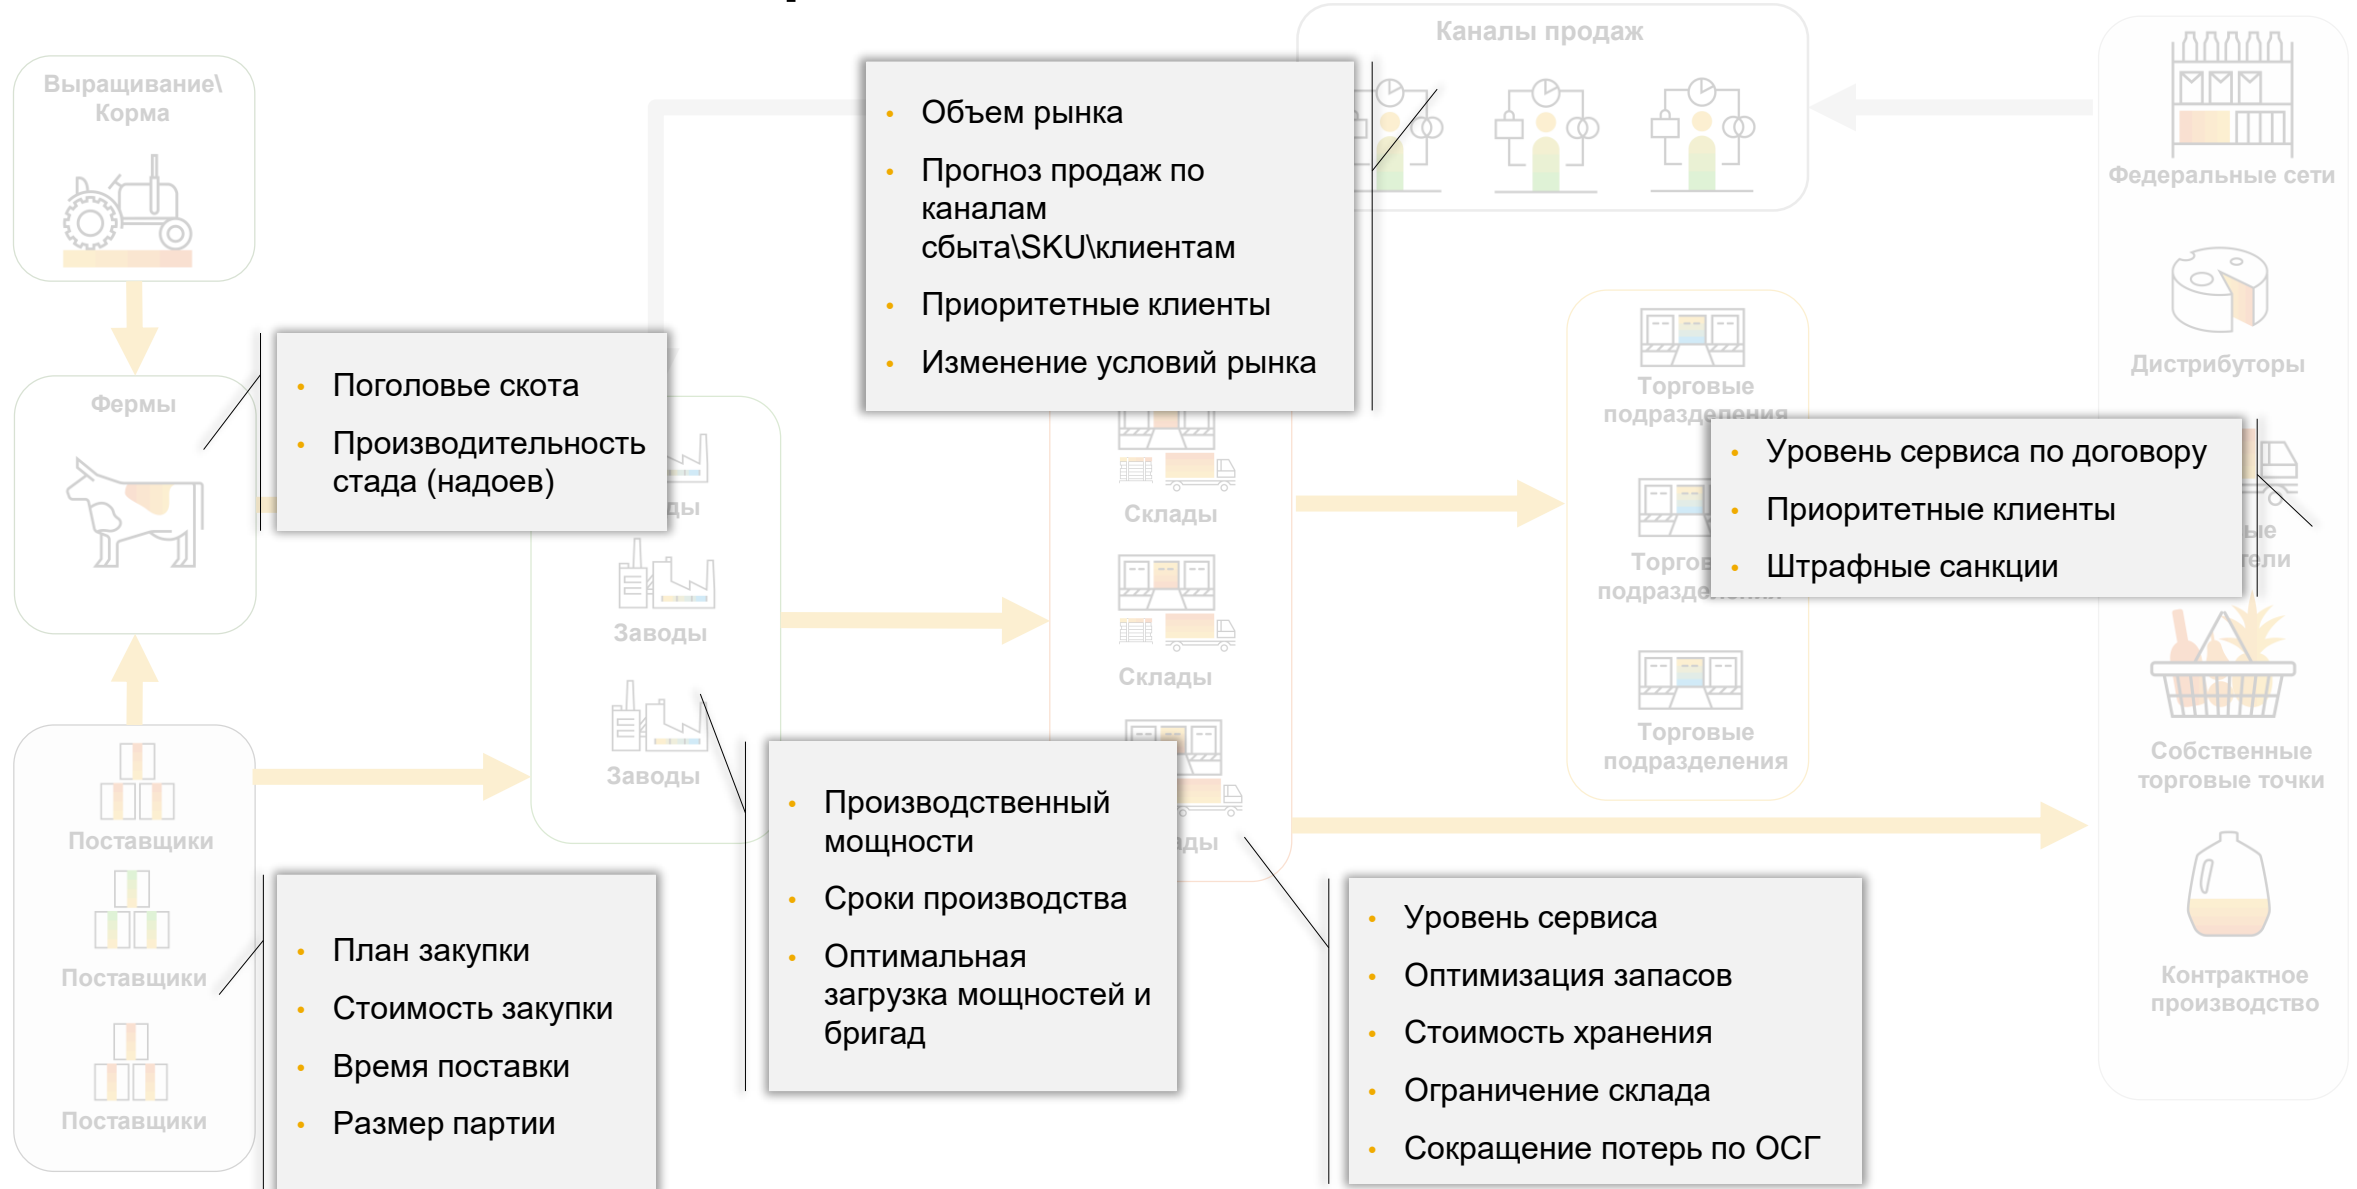 Каналы продаж
Выращивание\
Корма
• Объем рынка
• Прогноз продаж по
каналам
сбыта\SKU\клиентам
• Приоритетные клиенты
• Изменение условий рынка
Федеральные сети
Дистрибуторы
Фермы
• Поголовье скота
• Производительность
стада (надоев)
Торговые
подразделения
• Уровень сервиса по договору
• Приоритетные клиенты
• Штрафные санкции
Склады
Заводы
Склады
Торговые
подразделения
Собственные
торговые точки
Заводы
Поставщики
• Производственный
мощности
• Сроки производства
• Оптимальная
загрузка мощностей и
бригад
• План закупки
• Стоимость закупки
• Время поставки
• Размер партии
Поставщики
Поставщики
• Уровень сервиса
• Оптимизация запасов
• Стоимость хранения
• Ограничение склада
• Сокращение потерь по ОСГ
Контрактное
производство